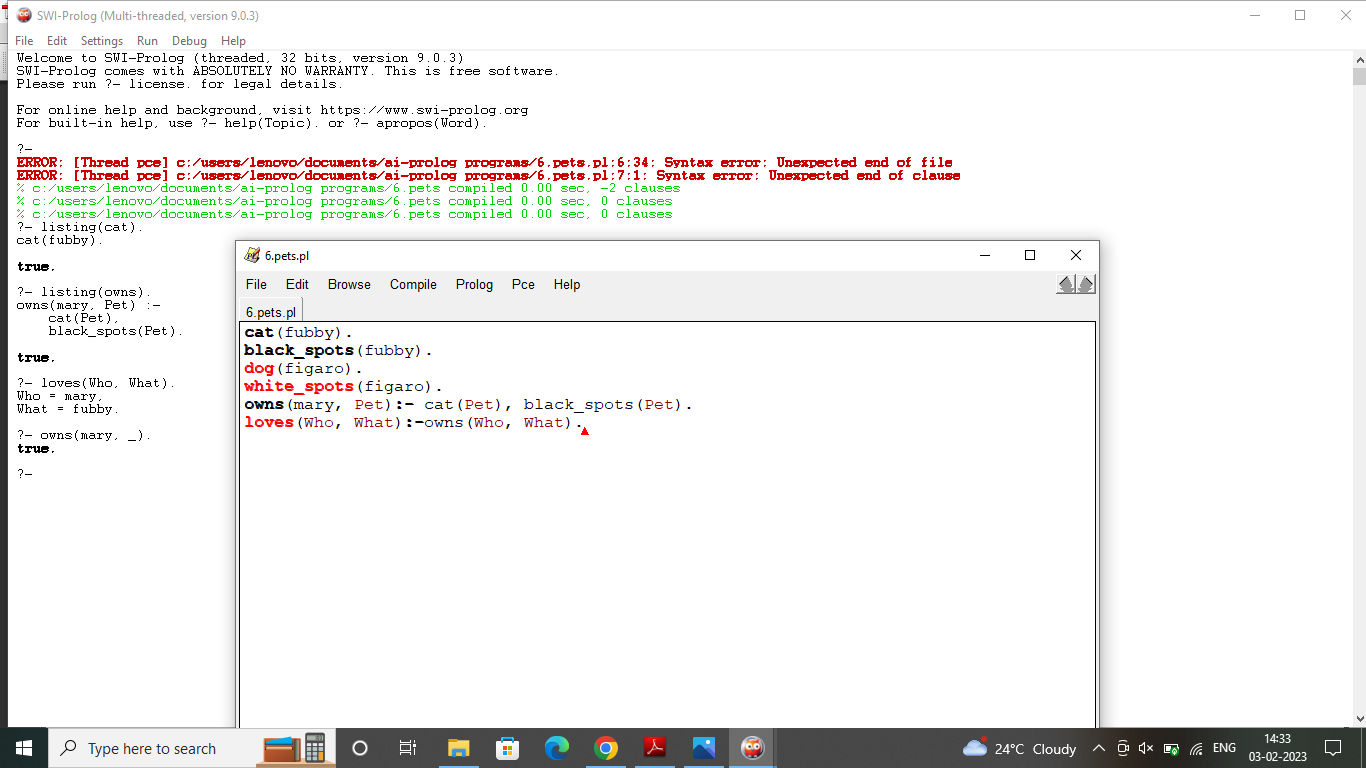 SWI-Prolog (Multi-threaded, version 9.0.3)
File Edit Settings Run Debug Help
Welcome to SWI-Prolog (threaded, 32 bits, version 9.0.3)
SWI-Prolog comes with ABSOLUTELY NO WARRANTY. This is free software.
Please run ?- license. for legal details.
For online help and background, visit https://www.swi-prolog.org
For built-in help, use ?- help(Topic). or ?- apropos(Word).
?-
ERROR: [Thread pce] c:/users/lenovo/documents/ai-prolog programs/6.pets.pl:6:34: Syntax error: Unexpected end of file
ERROR: [Thread pce] c:/users/lenovo/documents/ai-prolog programs/6.pets.pl:7:1: Syntax error: Unexpected end of clause
% c:/users/lenovo/documents/ai-prolog programs/6.pets compiled 0.00 sec, -2 clauses
% c:/users/lenovo/documents/ai-prolog programs/6.pets compiled 0.00 sec, 0 clauses
% c:/users/lenovo/documents/ai-prolog programs/6.pets compiled 0.00 sec, 0 clauses
?- listing(cat).
cat(fubby).
true.
?- listing(owns).
owns(mary, Pet) :-
cat(Pet),
black_spots(Pet).
true.
?- loves(Who, What).
Who = mary,
What = fubby.
?- owns(mary, _).
true.
?-
6.pets.pl
File Edit Browse Compile Prolog Pce Help
6.pets.pl
cat(fubby).
black_spots(fubby).
dog(figaro).
white_spots(figaro).
owns(mary, Pet):- cat(Pet), black_spots(Pet).
loves(Who, What):-owns(Who, What).
Type here to search
24°C Cloudy
ENG
14:33
03-02-2023